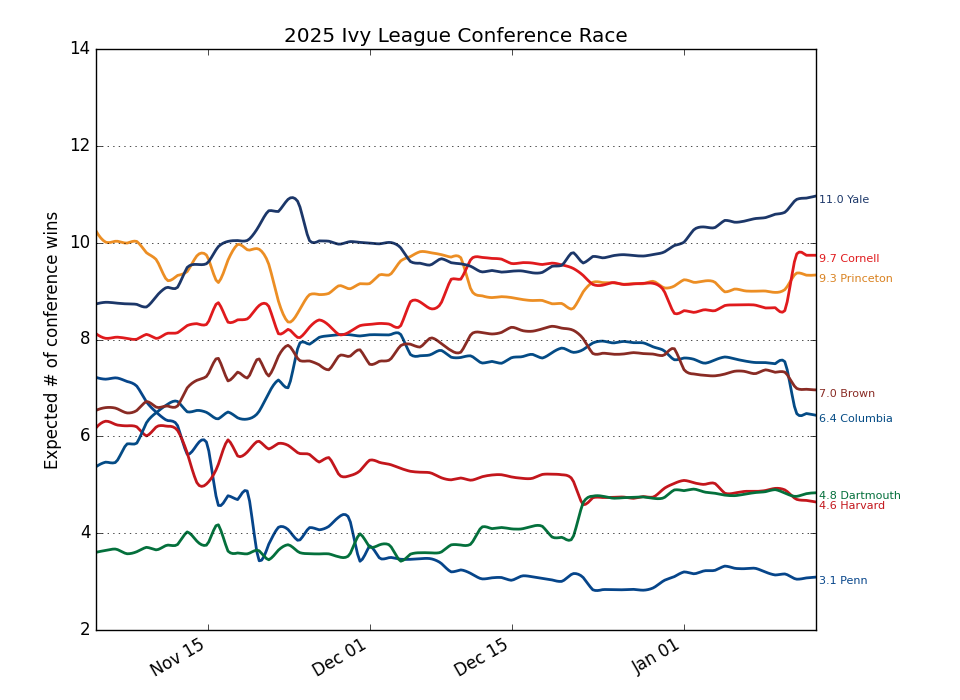 2025 Ivy League Conference Race
Expected # of conference wins
14
12
10
8
6
4
2
11.0 Yale
9.7 Cornell
9.3 Princeton
7.0 Brown
6.4 Columbia
4.8 Dartmouth
4.6 Harvard
3.1 Penn
Nov 15
Dec 01
Dec 15
Jan 01